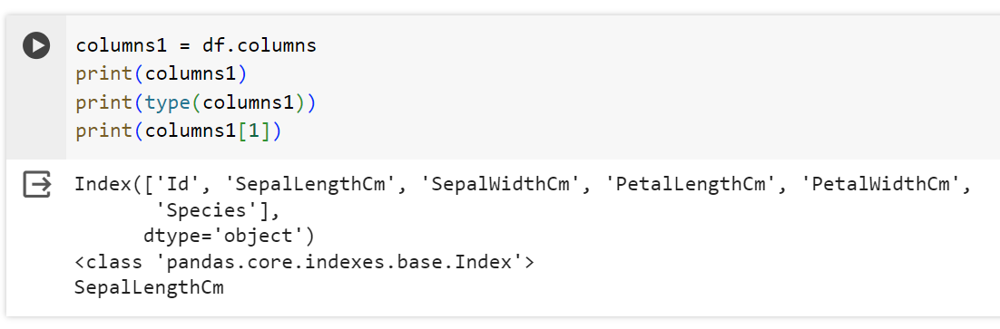 columns1 = df.columns
print(columns1)
print(type(columns1))
print(columns1[1])
Index(['Id', 'SepalLengthCm', 'SepalWidthCm', 'PetalLengthCm', 'PetalWidthCm',
       'Species'],
      dtype='object')
<class 'pandas.core.indexes.base.Index'>
SepalLengthCm